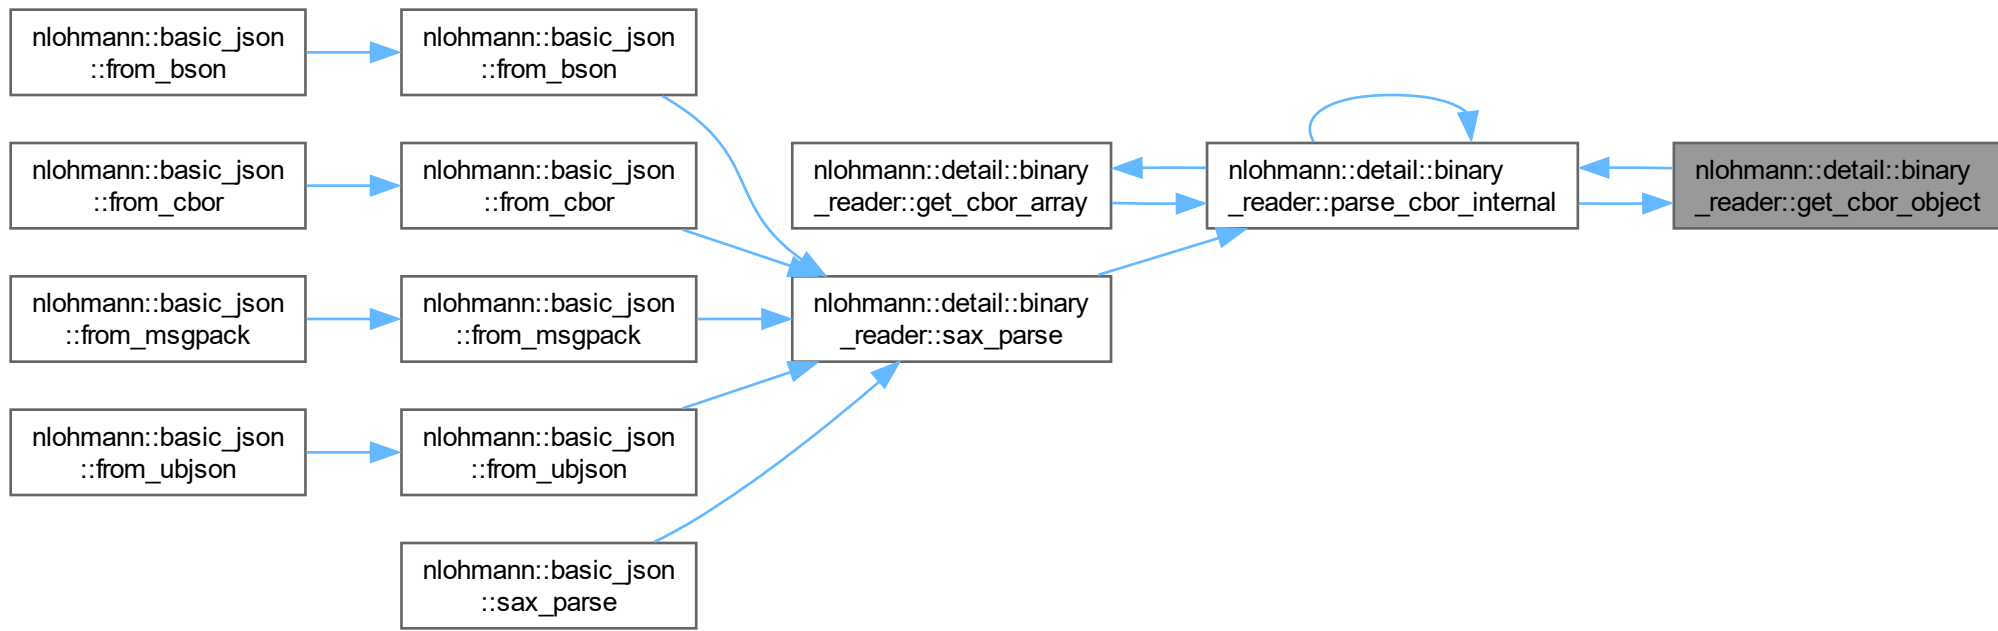 nlohmann::basic_json
::from_bson
nlohmann::basic_json
::from_bson
nlohmann::basic_json
::from_cbor
nlohmann::basic_json
::from_cbor
nlohmann::detail::binary
_reader::get_cbor_array
nlohmann::detail::binary
_reader::parse_cbor_internal
nlohmann::detail::binary
_reader::get_cbor_object
nlohmann::basic_json
::from_msgpack
nlohmann::basic_json
::from_msgpack
nlohmann::detail::binary
_reader::sax_parse
nlohmann::basic_json
::from_ubjson
nlohmann::basic_json
::from_ubjson
nlohmann::basic_json
::sax_parse